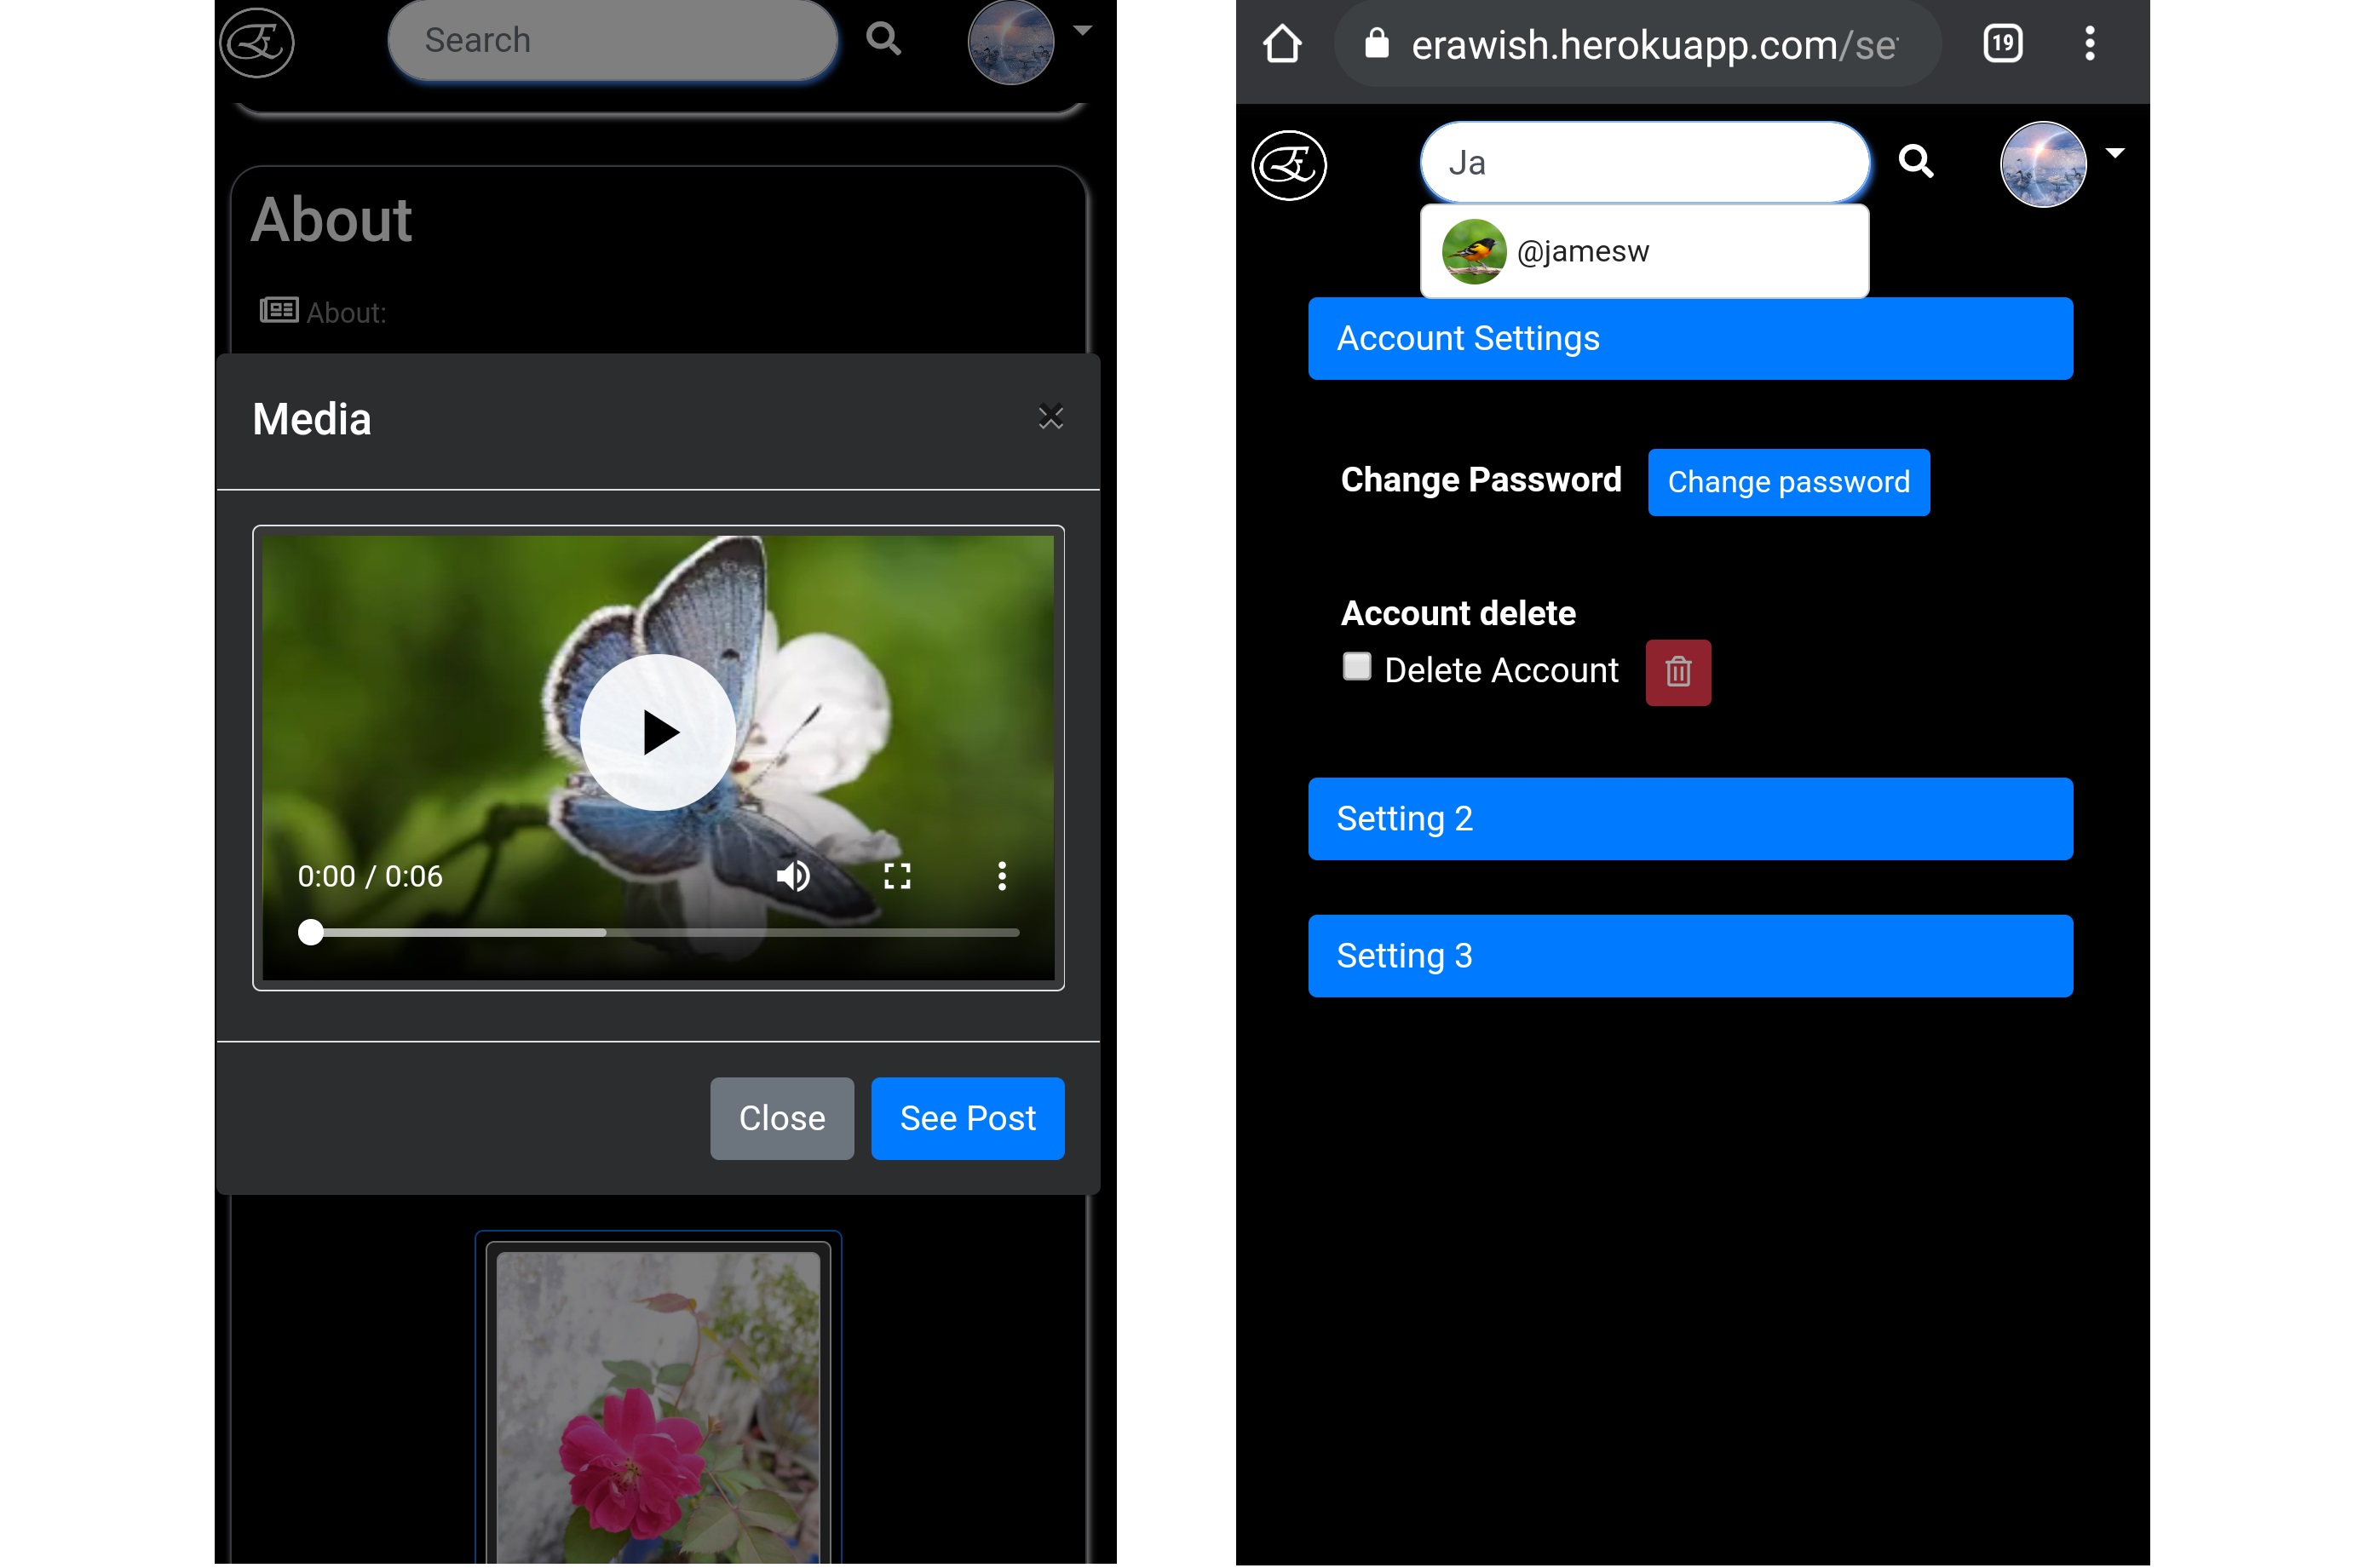 Search
About
About:
Media
0:00 / 0:06
Close
See Post
erawish.herokuapp.com/se
19
Ja
@jamesw
Account Settings
Change Password
Change password
Account delete
Delete Account
Setting 2
Setting 3